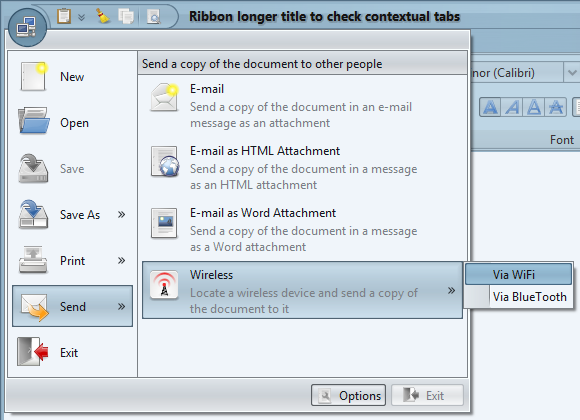 Ribbon longer title to check contextual tabs
New
Open
Save
Save As »
Print »
Send »
Exit
Send a copy of the document to other people
E-mail
Send a copy of the document in an e-mail
message as an attachment
E-mail as HTML Attachment
Send a copy of the document in a message
as an HTML attachment
E-mail as Word Attachment
Send a copy of the document in a message
as a Word attachment
Wireless
Locate a wireless device and send a copy of »
the document to it
Via WiFi
Via BlueTooth
nor (Calibri)
A A A A
Font
Options Exit